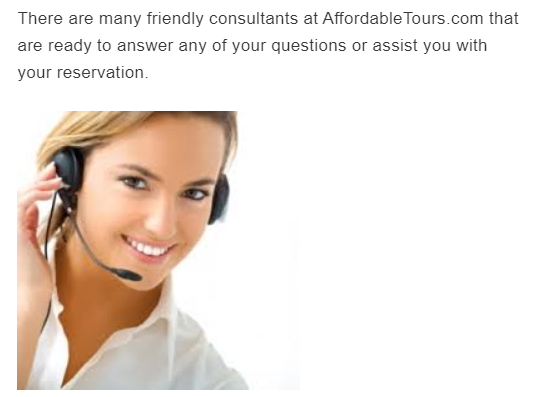 There are many friendly consultants at AffordableTours.com that
are ready to answer any of your questions or assist you with
your reservation.